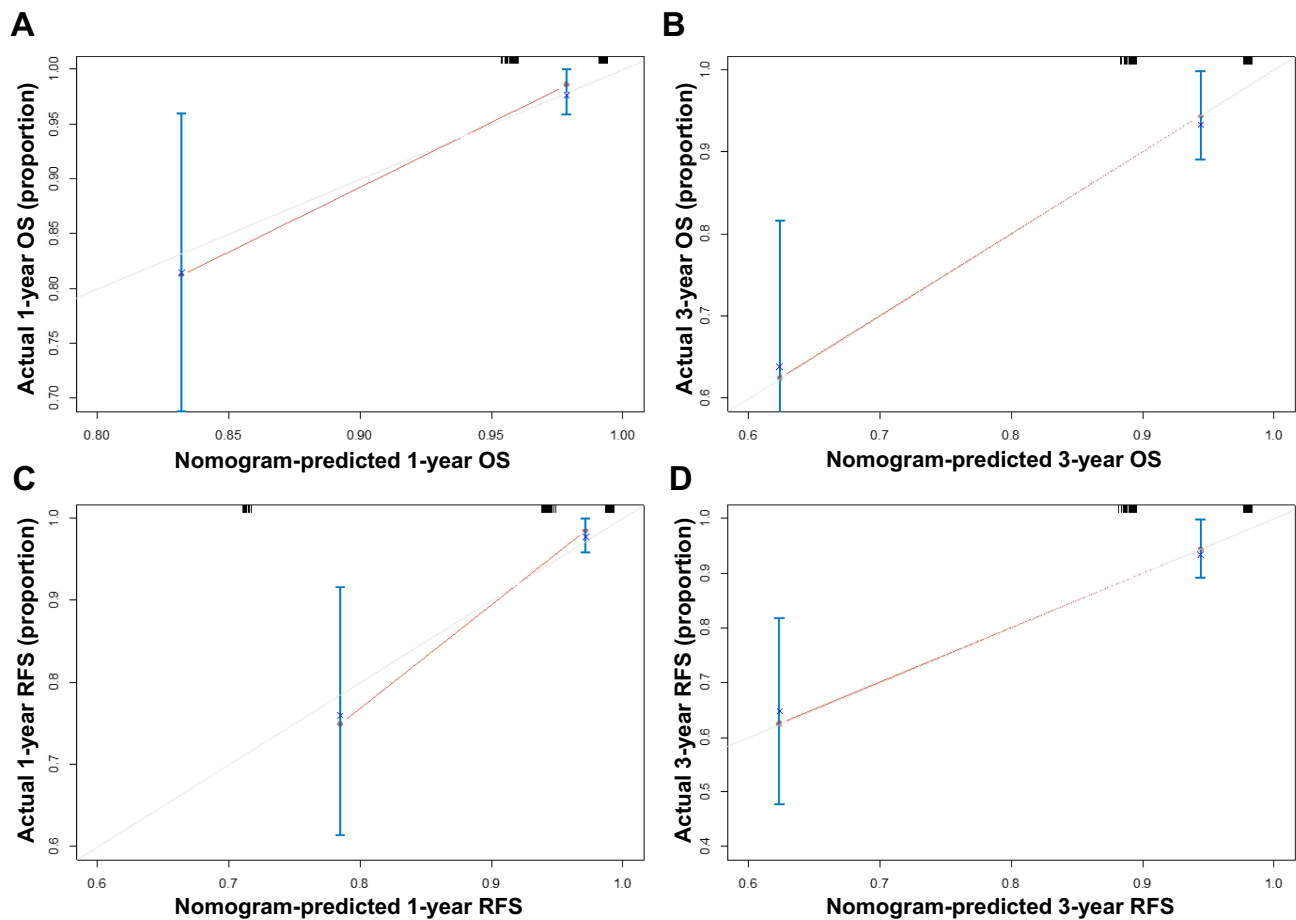 A
Actual 1-year OS (proportion)
1.00
0.95
0.90
0.85
0.80
0.75
0.70
0.80 0.85 0.90 0.95 1.00
Nomogram-predicted 1-year OS
B
Actual 3-year OS (proportion)
1.0
0.9
0.8
0.7
0.6
0.6 0.7 0.8 0.9 1.0
Nomogram-predicted 3-year OS
C
Actual 1-year RFS (proportion)
1.0
0.9
0.8
0.7
0.6
0.6 0.7 0.8 0.9 1.0
Nomogram-predicted 1-year RFS
D
Actual 3-year RFS (proportion)
1.0
0.9
0.8
0.7
0.6
0.5
0.4
0.6 0.7 0.8 0.9 1.0
Nomogram-predicted 3-year RFS